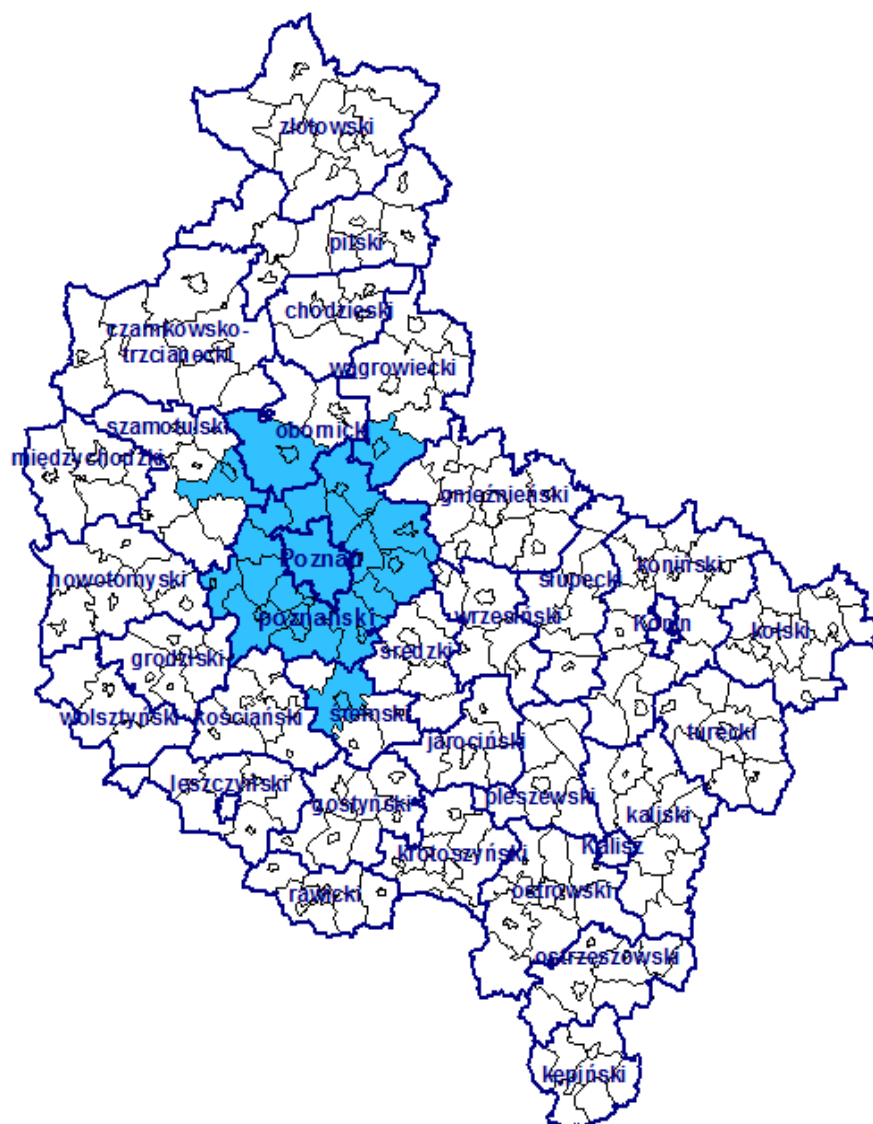 złotowski
pilski
chodzieski
czarnkowsko-
trzcianecki
wągrowiecki
szamotulski
obornicki
międzychodzki
gnieźnieński
Poznań
nowotomyski
słupecki
koniński
poznański
wrzesiński
Konin
kolski
średzki
grodziski
wolsztyński
kościański
śremski
turecki
jarociński
leszczyński
gostyński
pleszewski
kaliski
krotoszyński
Kalisz
rawicki
ostrowski
ostrzeszowski
kępiński